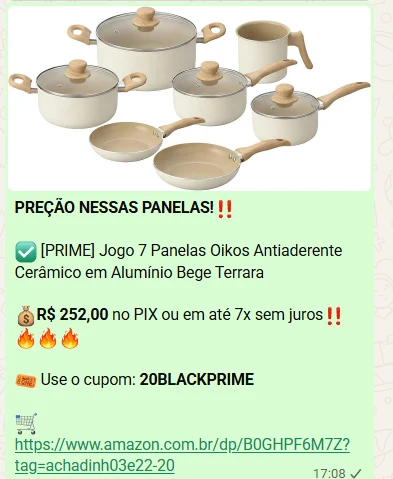 PREÇÃO NESSAS PANELAS!‼️
✅ [PRIME] Jogo 7 Panelas Oikos Antiaderente
Cerâmico em Alumínio Bege Terrara
💰R$ 252,00 no PIX ou em até 7x sem juros‼️
🔥🔥🔥
🎟️ Use o cupom: 20BLACKPRIME
🛒
https://www.amazon.com.br/dp/B0GHPF6M7Z?
tag=achadinh03e22-20
17:08 ✓